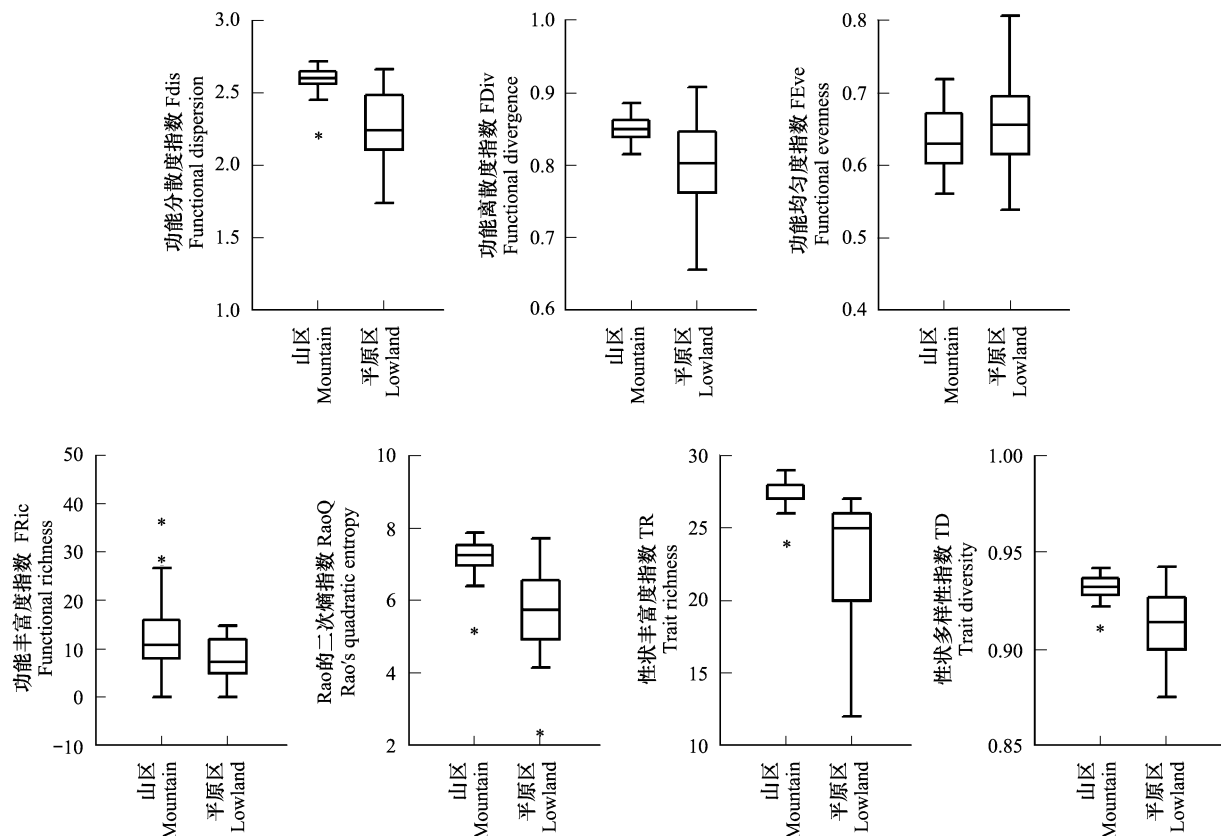 功能分散度指数 Fdis
Functional dispersion
3.0
2.5
2.0
1.5
1.0
山区
Mountain
平原区
Lowland
功能离散度指数 FDiv
Functional divergence
1.0
0.9
0.8
0.7
0.6
山区
Mountain
平原区
Lowland
功能均匀度指数 FEve
Functional evenness
0.8
0.7
0.6
0.5
0.4
山区
Mountain
平原区
Lowland
功能丰富度指数 FRic
Functional richness
50
40
30
20
10
0
−10
山区
Mountain
平原区
Lowland
Rao的二次熵指数 RaoQ
Rao's quadratic entropy
10
8
6
4
2
山区
Mountain
平原区
Lowland
性状丰富度指数 TR
Trait richness
30
25
20
15
10
山区
Mountain
平原区
Lowland
性状多样性指数 TD
Trait diversity
1.00
0.95
0.90
0.85
山区
Mountain
平原区
Lowland